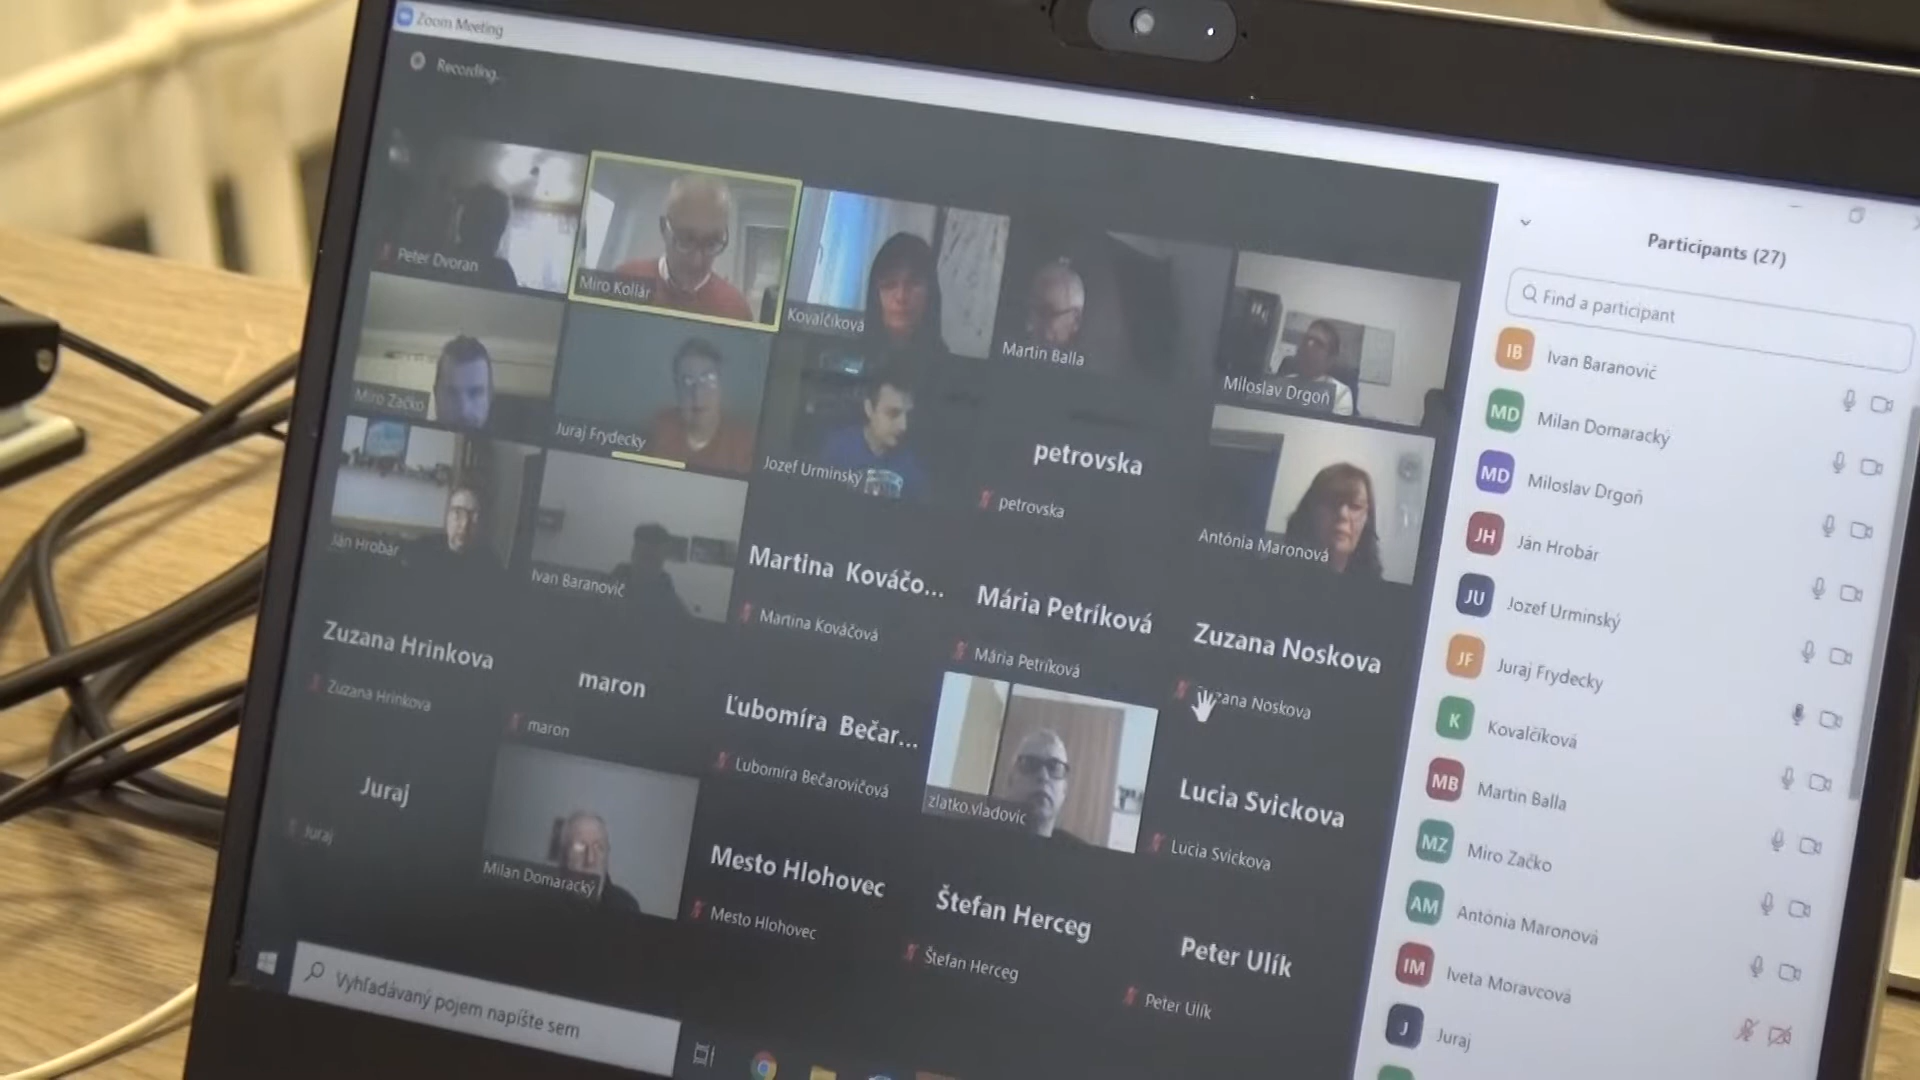 Zoom Meeting
Recording...
Peter Dvoran
Miro Kollár
Kovalčíková
Martin Balla
Miloslav Drgoň
Miro Začko
Juraj Frydecky
Jozef Urminský
petrovska
petrovska
Antónia Maronová
Ján Hrobár
Ivan Baranovič
Martina Kováčo...
Martina Kováčová
Mária Petríková
Mária Petríková
Zuzana Noskova
Zuzana Noskova
Zuzana Hrinkova
Zuzana Hrinkova
maron
maron
Ľubomíra Bečar...
Ľubomíra Bečarovičová
zlatko.vladovic
Lucia Svickova
Lucia Svickova
Juraj
Juraj
Milan Domaracký
Mesto Hlohovec
Mesto Hlohovec
Štefan Herceg
Štefan Herceg
Peter Ulík
Peter Ulík
Vyhľadávaný pojem napíšte sem
Participants (27)
Find a participant
IB Ivan Baranovič
MD Milan Domaracký
MD Miloslav Drgoň
JH Ján Hrobár
JU Jozef Urminský
JF Juraj Frydecky
K Kovalčíková
MB Martin Balla
MZ Miro Začko
AM Antónia Maronová
IM Iveta Moravcová
J Juraj